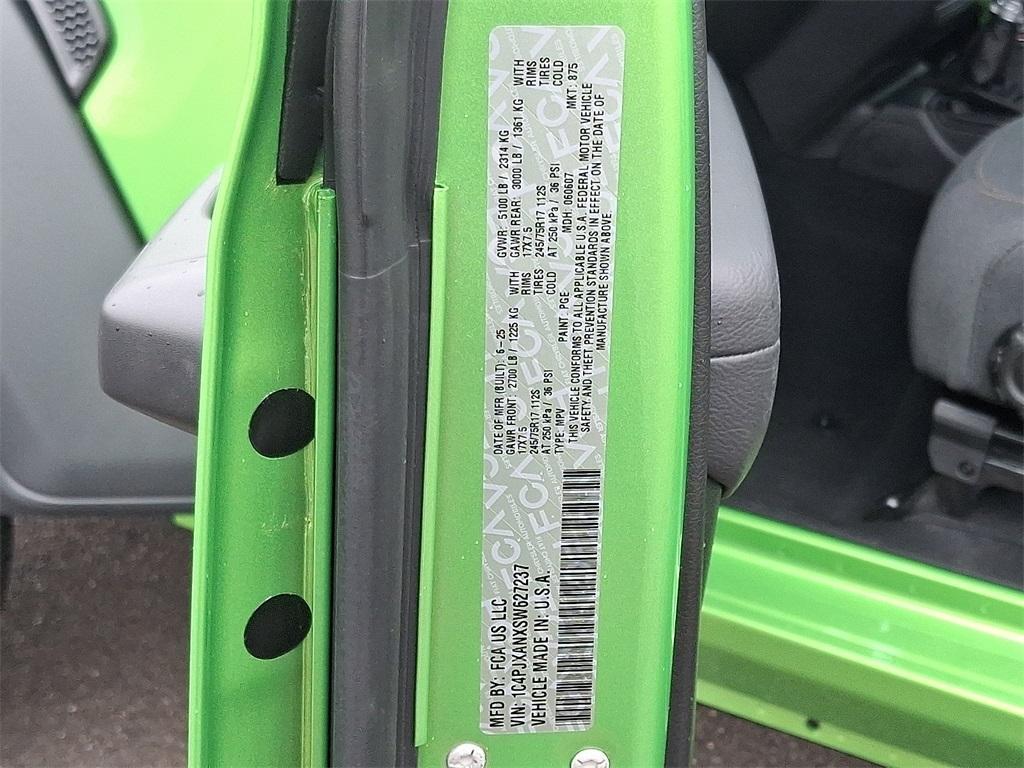 MFD BY: FCA US LLC
DATE OF MFR (BUILT): 6-25
GVWR: 5100 LB / 2314 KG
GAWR FRONT: 2700 LB / 1225 KG WITH
GAWR REAR: 3000 LB / 1361 KG WITH
17X7.5 RIMS
17X7.5 RIMS
245/75R17 112S TIRES
245/75R17 112S TIRES
AT 250 kPa / 36 PSI COLD
AT 250 kPa / 36 PSI COLD
TYPE: MPV PAINT: PGE MDH: 060607 MKT: 875
VIN: 1C4PJXANXSW627237
VEHICLE MADE IN: U.S.A.
THIS VEHICLE CONFORMS TO ALL APPLICABLE U.S.A. FEDERAL MOTOR VEHICLE
SAFETY AND THEFT PREVENTION STANDARDS IN EFFECT ON THE DATE OF
MANUFACTURE SHOWN ABOVE.